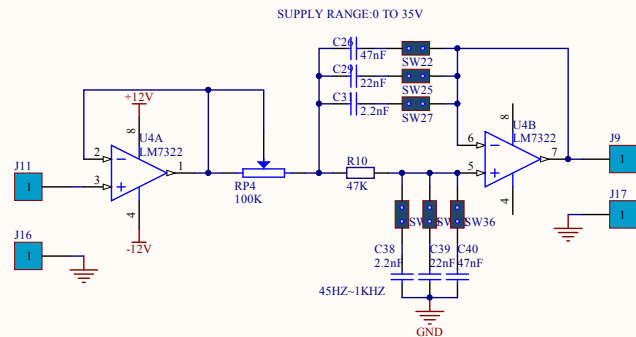 SUPPLY RANGE:0 TO 35V
C26
47nF
SW22
C29
22nF
SW25
C31
2.2nF
SW27
+12V
U4A
LM7322
8
2
3
1
4
-12V
J11
1
J16
1
RP4
100K
R10
47K
U4B
LM7322
8
6
5
7
4
J9
1
J17
1
SW36
C38
2.2nF
C39
22nF
C40
47nF
45HZ~1KHZ
GND